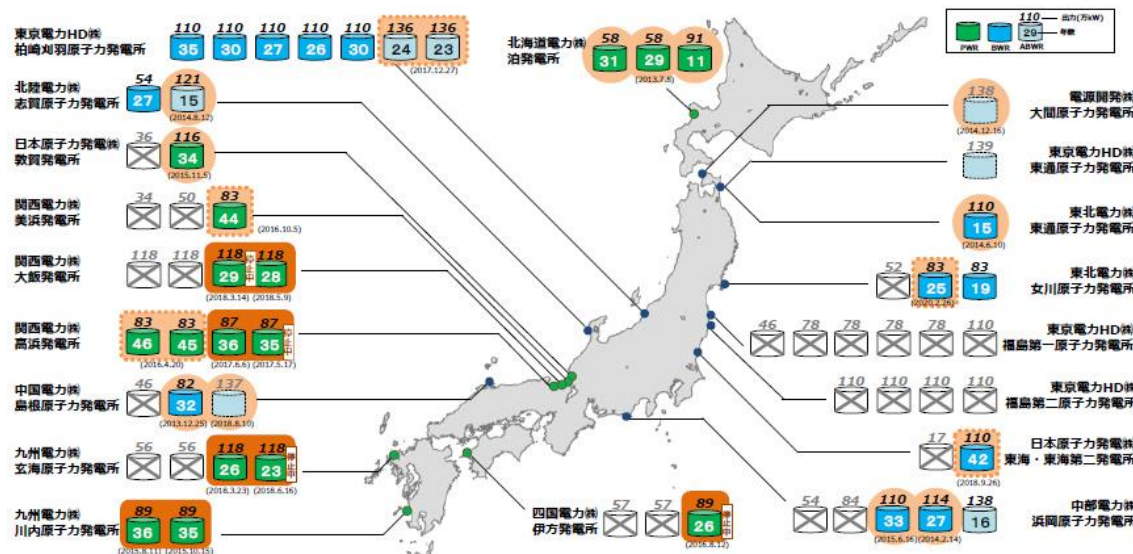 東京電力HD㈱
柏崎刈羽原子力発電所
110 110 110 110 110 136 136
35 30 27 26 30 24 23
(2017.12.27)
北陸電力㈱
志賀原子力発電所
54 121
27 15
(2014.8.12)
日本原子力発電㈱
敦賀発電所
36 116
34
(2015.11.5)
関西電力㈱
美浜発電所
34 50 83
44
(2016.10.5)
関西電力㈱
大飯発電所
118 118 118 118
29 28
停止中
(2018.3.14) (2018.5.9)
関西電力㈱
高浜発電所
83 83 87 87
46 45 36 35
停止中
(2016.4.20) (2017.6.6) (2017.5.17)
中国電力㈱
島根原子力発電所
46 82 137
32
(2013.12.25) (2018.8.10)
九州電力㈱
玄海原子力発電所
56 56 118 118
26 23
停止中
(2018.3.23) (2018.6.16)
九州電力㈱
川内原子力発電所
89 89
36 35
(2015.8.11) (2015.10.15)
北海道電力㈱
泊発電所
58 58 91
31 29 11
(2013.7.8)
110 出力(万kW)
29 年数
PWR BWR ABWR
138
電源開発㈱
大間原子力発電所
(2014.12.16)
139
東京電力HD㈱
東通原子力発電所
110
15
東北電力㈱
東通原子力発電所
(2014.6.10)
52 83 83
25 19
東北電力㈱
女川原子力発電所
(2020.2.26)
46 78 78 78 78 110
東京電力HD㈱
福島第一原子力発電所
110 110 110 110
東京電力HD㈱
福島第二原子力発電所
17 110
42
日本原子力発電㈱
東海・東海第二発電所
(2018.9.26)
54 84 110 114 138
33 27 16
中部電力㈱
浜岡原子力発電所
(2015.6.16) (2014.2.14)
四国電力㈱
伊方発電所
57 57 89
26
停止中
(2016.8.12)